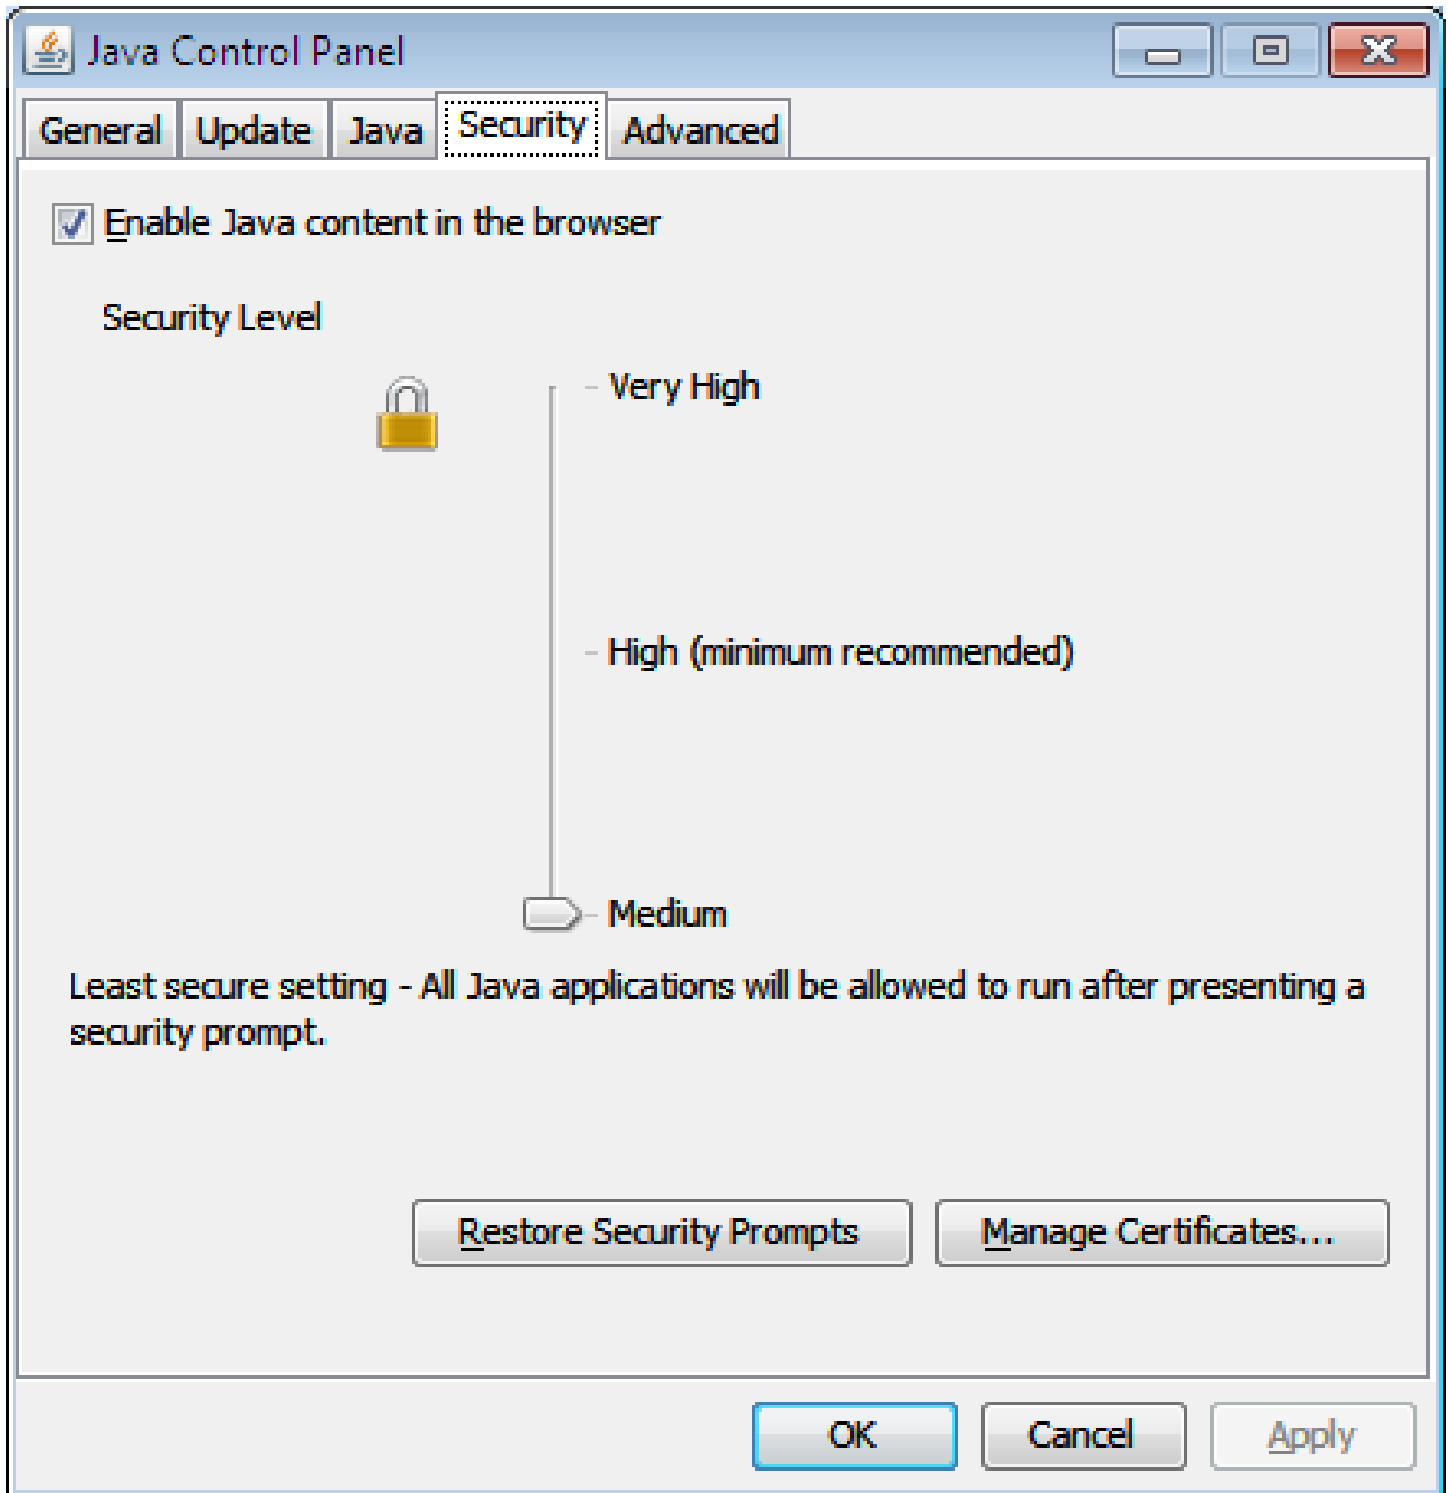 Java Control Panel
General Update Java Security Advanced
Enable Java content in the browser
Security Level
- Very High
- High (minimum recommended)
- Medium
Least secure setting - All Java applications will be allowed to run after presenting a
security prompt.
Restore Security Prompts Manage Certificates...
OK Cancel Apply